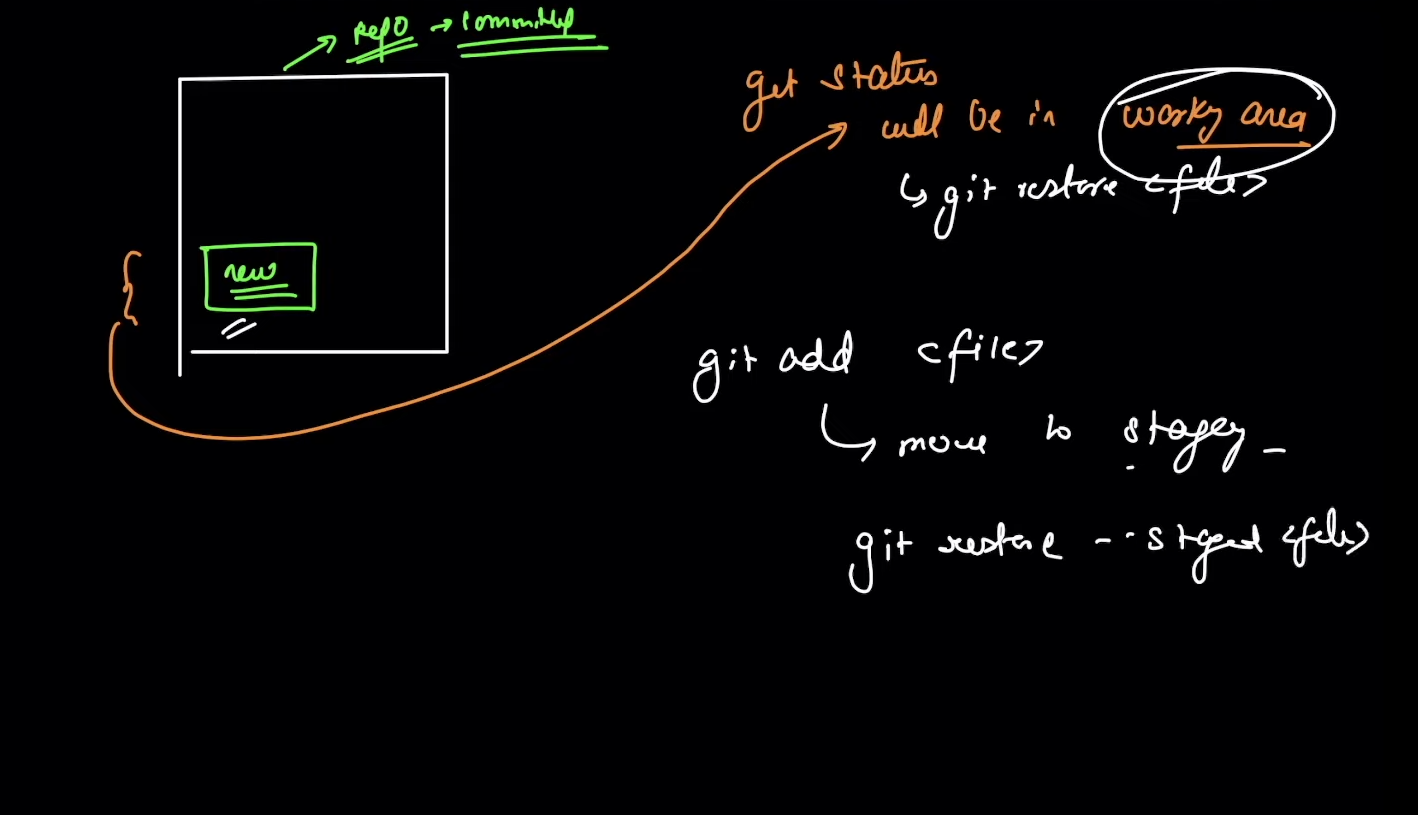 repo → committed
get status
will be in working area
↳ git restore <file>
new
git add <file>
↳ move to staging
git restore --staged <file>